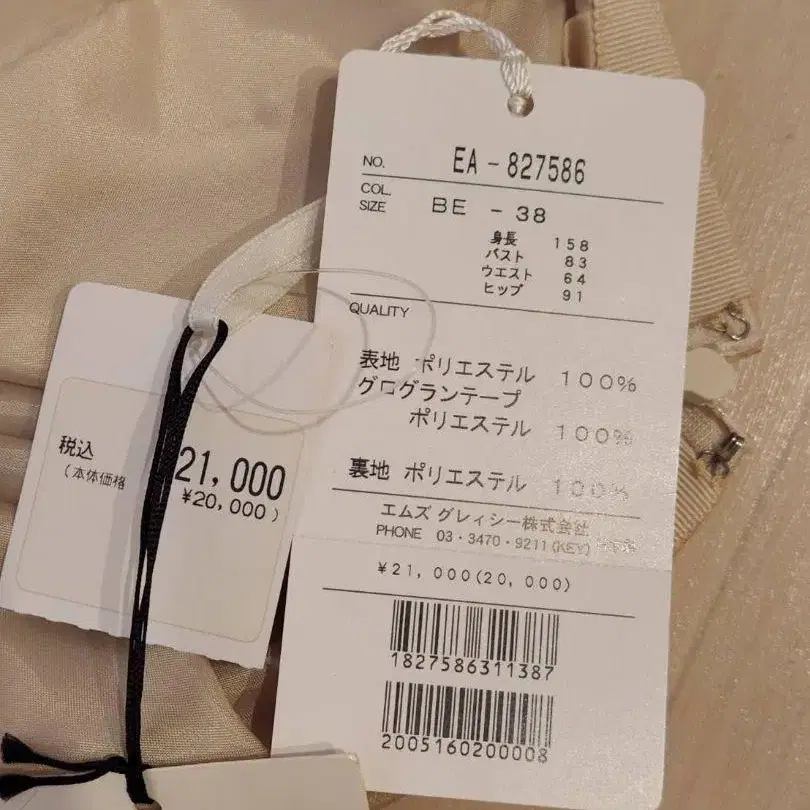 NO. EA-827586
COL.
SIZE BE -38
身長 158
バスト 83
ウエスト 64
ヒップ 91
QUALITY
表地 ポリエステル 100%
グログランテープ
ポリエステル 100%
裏地 ポリエステル 100%
エムズ グレィシー株式会社
PHONE 03・3470・9211(KEY)
¥21,000(20,000)
1827586311387
2005160200008
税込
21,000
(本体価格 ¥20,000)